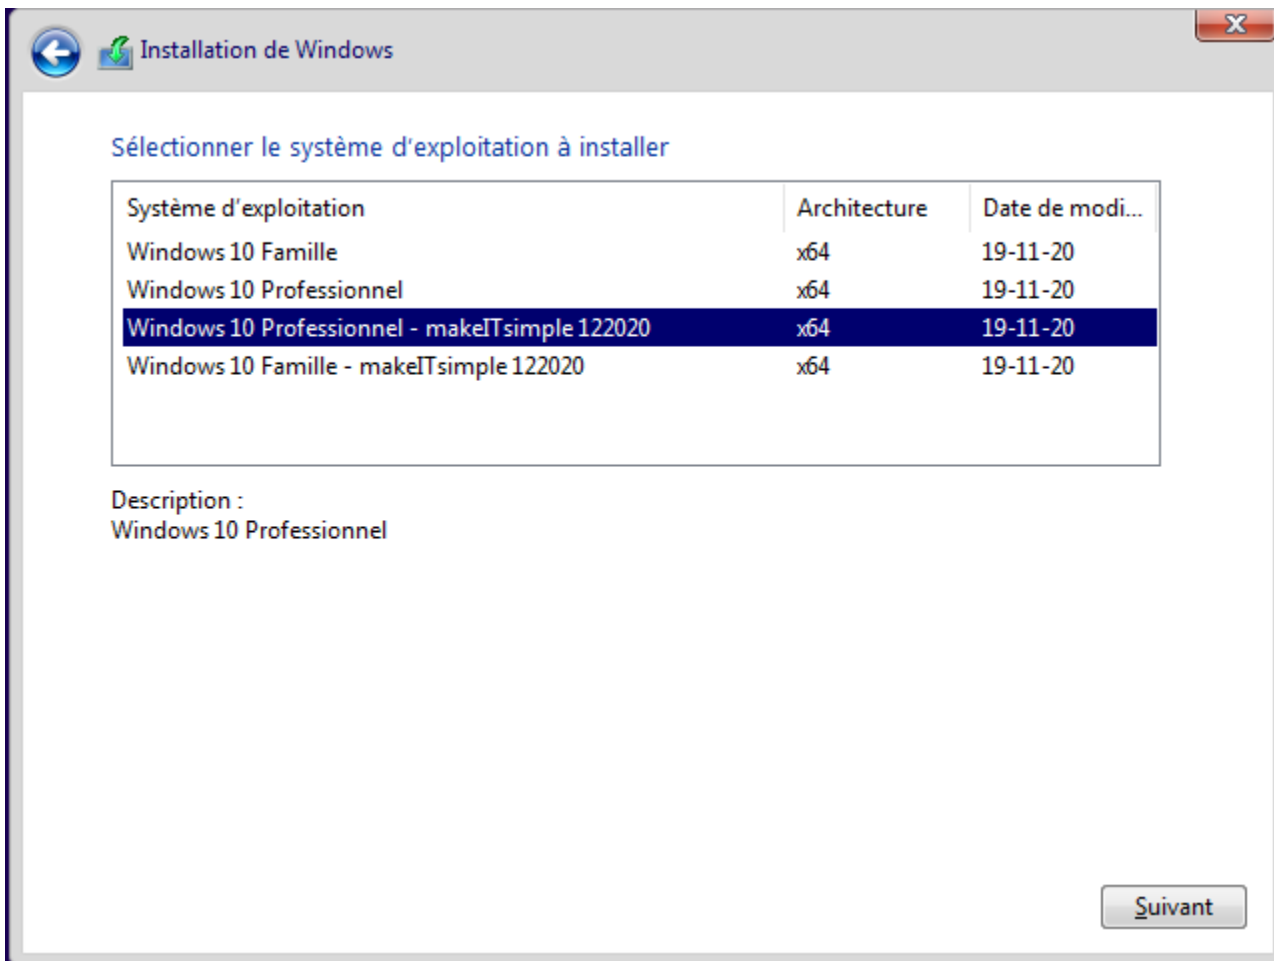 Installation de Windows
Sélectionner le système d'exploitation à installer
Système d'exploitation Architecture Date de modi...
Windows 10 Famille x64 19-11-20
Windows 10 Professionnel x64 19-11-20
Windows 10 Professionnel - makeITsimple 122020 x64 19-11-20
Windows 10 Famille - makeITsimple 122020 x64 19-11-20
Description :
Windows 10 Professionnel
Suivant